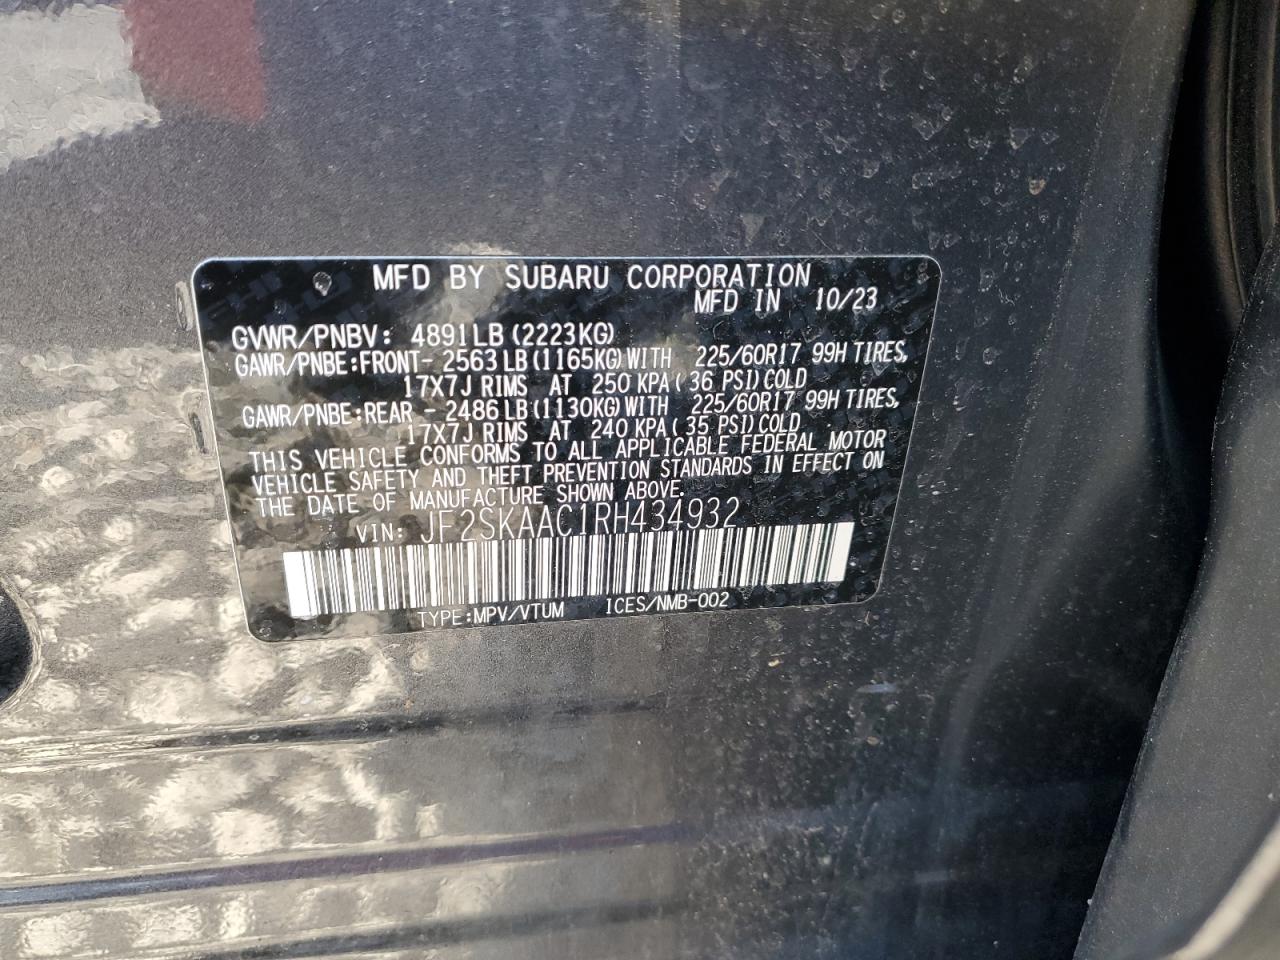 MFD BY SUBARU CORPORATION
MFD IN 10/23
GVWR/PNBV: 4891LB(2223KG)
GAWR/PNBE:FRONT- 2563LB(1165KG)WITH 225/60R17 99H TIRES,
17X7J RIMS AT 250 KPA( 36 PSI)COLD
GAWR/PNBE:REAR - 2486LB(1130KG)WITH 225/60R17 99H TIRES,
17X7J RIMS AT 240 KPA( 35 PSI)COLD
THIS VEHICLE CONFORMS TO ALL APPLICABLE FEDERAL MOTOR
VEHICLE SAFETY AND THEFT PREVENTION STANDARDS IN EFFECT ON
THE DATE OF MANUFACTURE SHOWN ABOVE.
VIN: JF2SKAAC1RH434932
TYPE:MPV/VTUM ICES/NMB-002